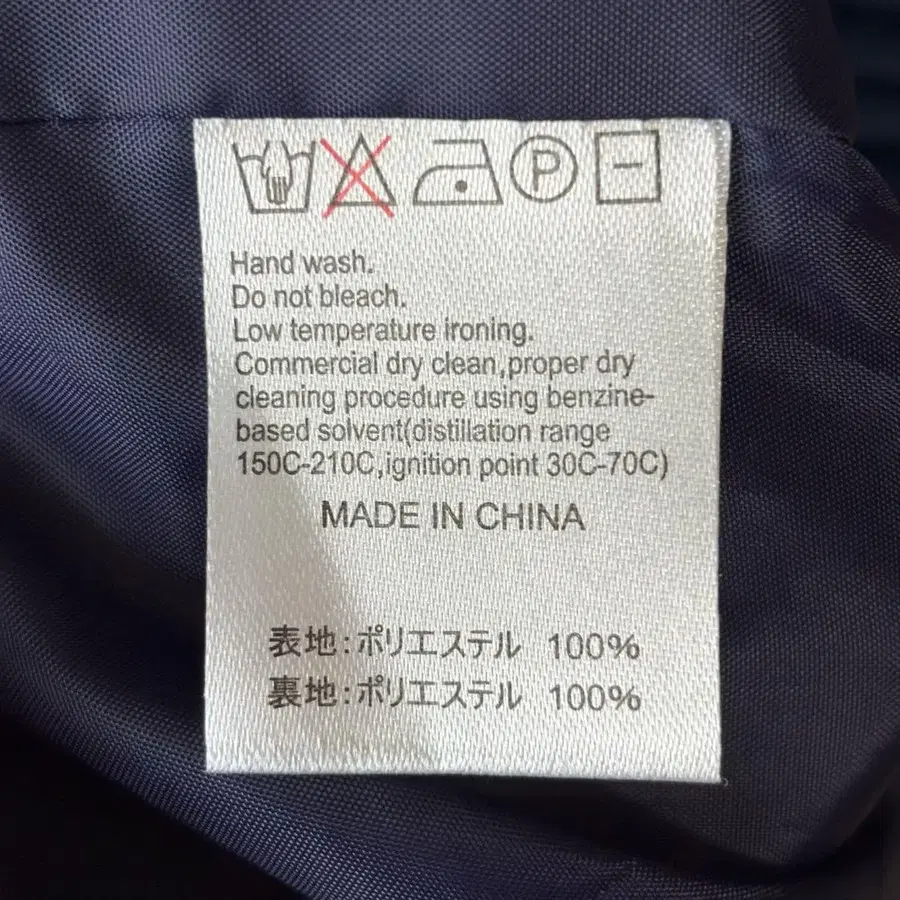 P
Hand wash.
Do not bleach.
Low temperature ironing.
Commercial dry clean,proper dry
cleaning procedure using benzine-
based solvent(distillation range
150C-210C,ignition point 30C-70C)
MADE IN CHINA
表地:ポリエステル 100%
裏地:ポリエステル 100%